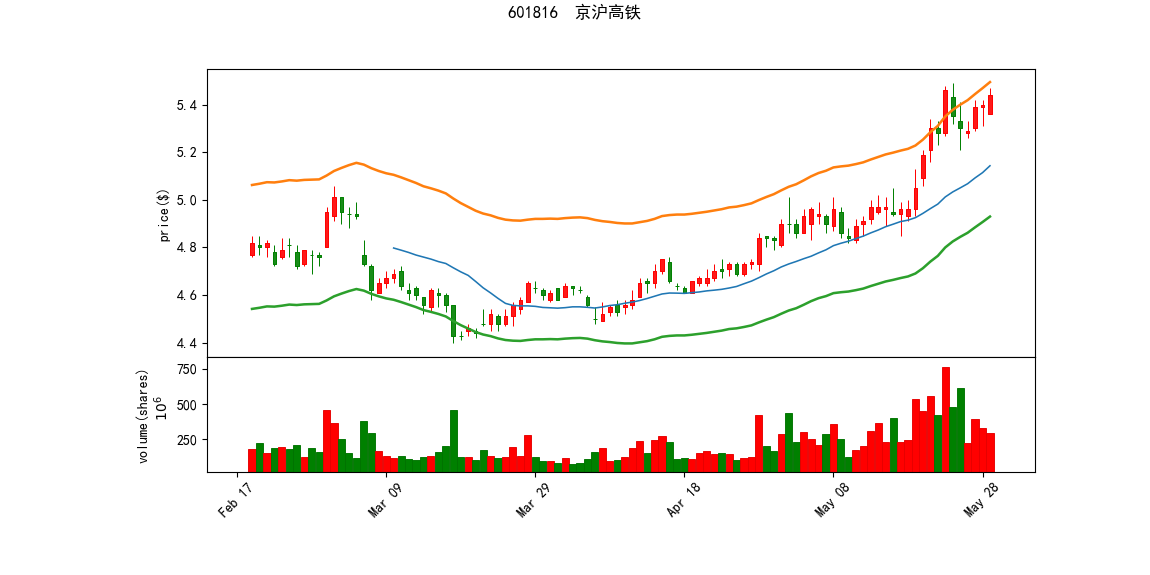 601816 京沪高铁
price($)
5.4
5.2
5.0
4.8
4.6
4.4
volume(shares)
10^6
750
500
250
Feb 17
Mar 09
Mar 29
Apr 18
May 08
May 28